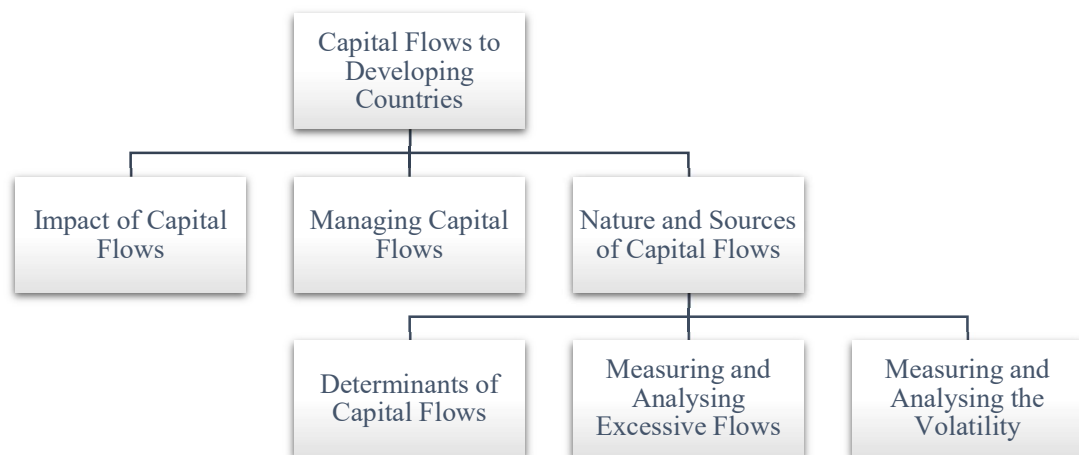 Capital Flows to
Developing
Countries
Impact of Capital
Flows
Managing Capital
Flows
Nature and Sources
of Capital Flows
Determinants of
Capital Flows
Measuring and
Analysing
Excessive Flows
Measuring and
Analysing the
Volatility